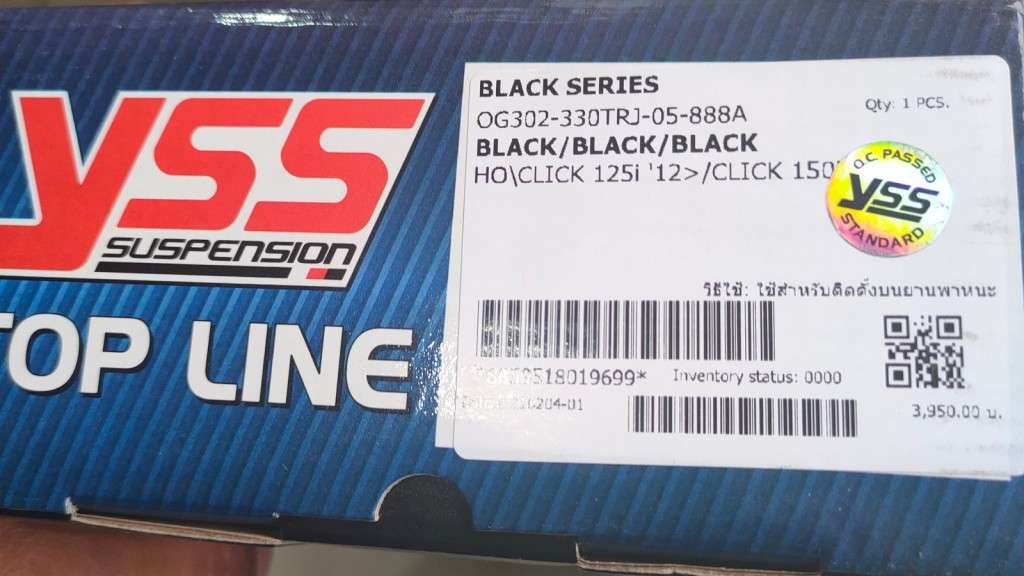 YSS
SUSPENSION
TOP LINE
BLACK SERIES
Qty: 1 PCS.
OG302-330TRJ-05-888A
BLACK/BLACK/BLACK
HO\CLICK 125i '12>/CLICK 150
Q.C. PASSED
YSS
STANDARD
วิธีใช้: ใช้สำหรับติดตั้งบนยานพาหนะ
Inventory status: 0000
3,950.00 บ.